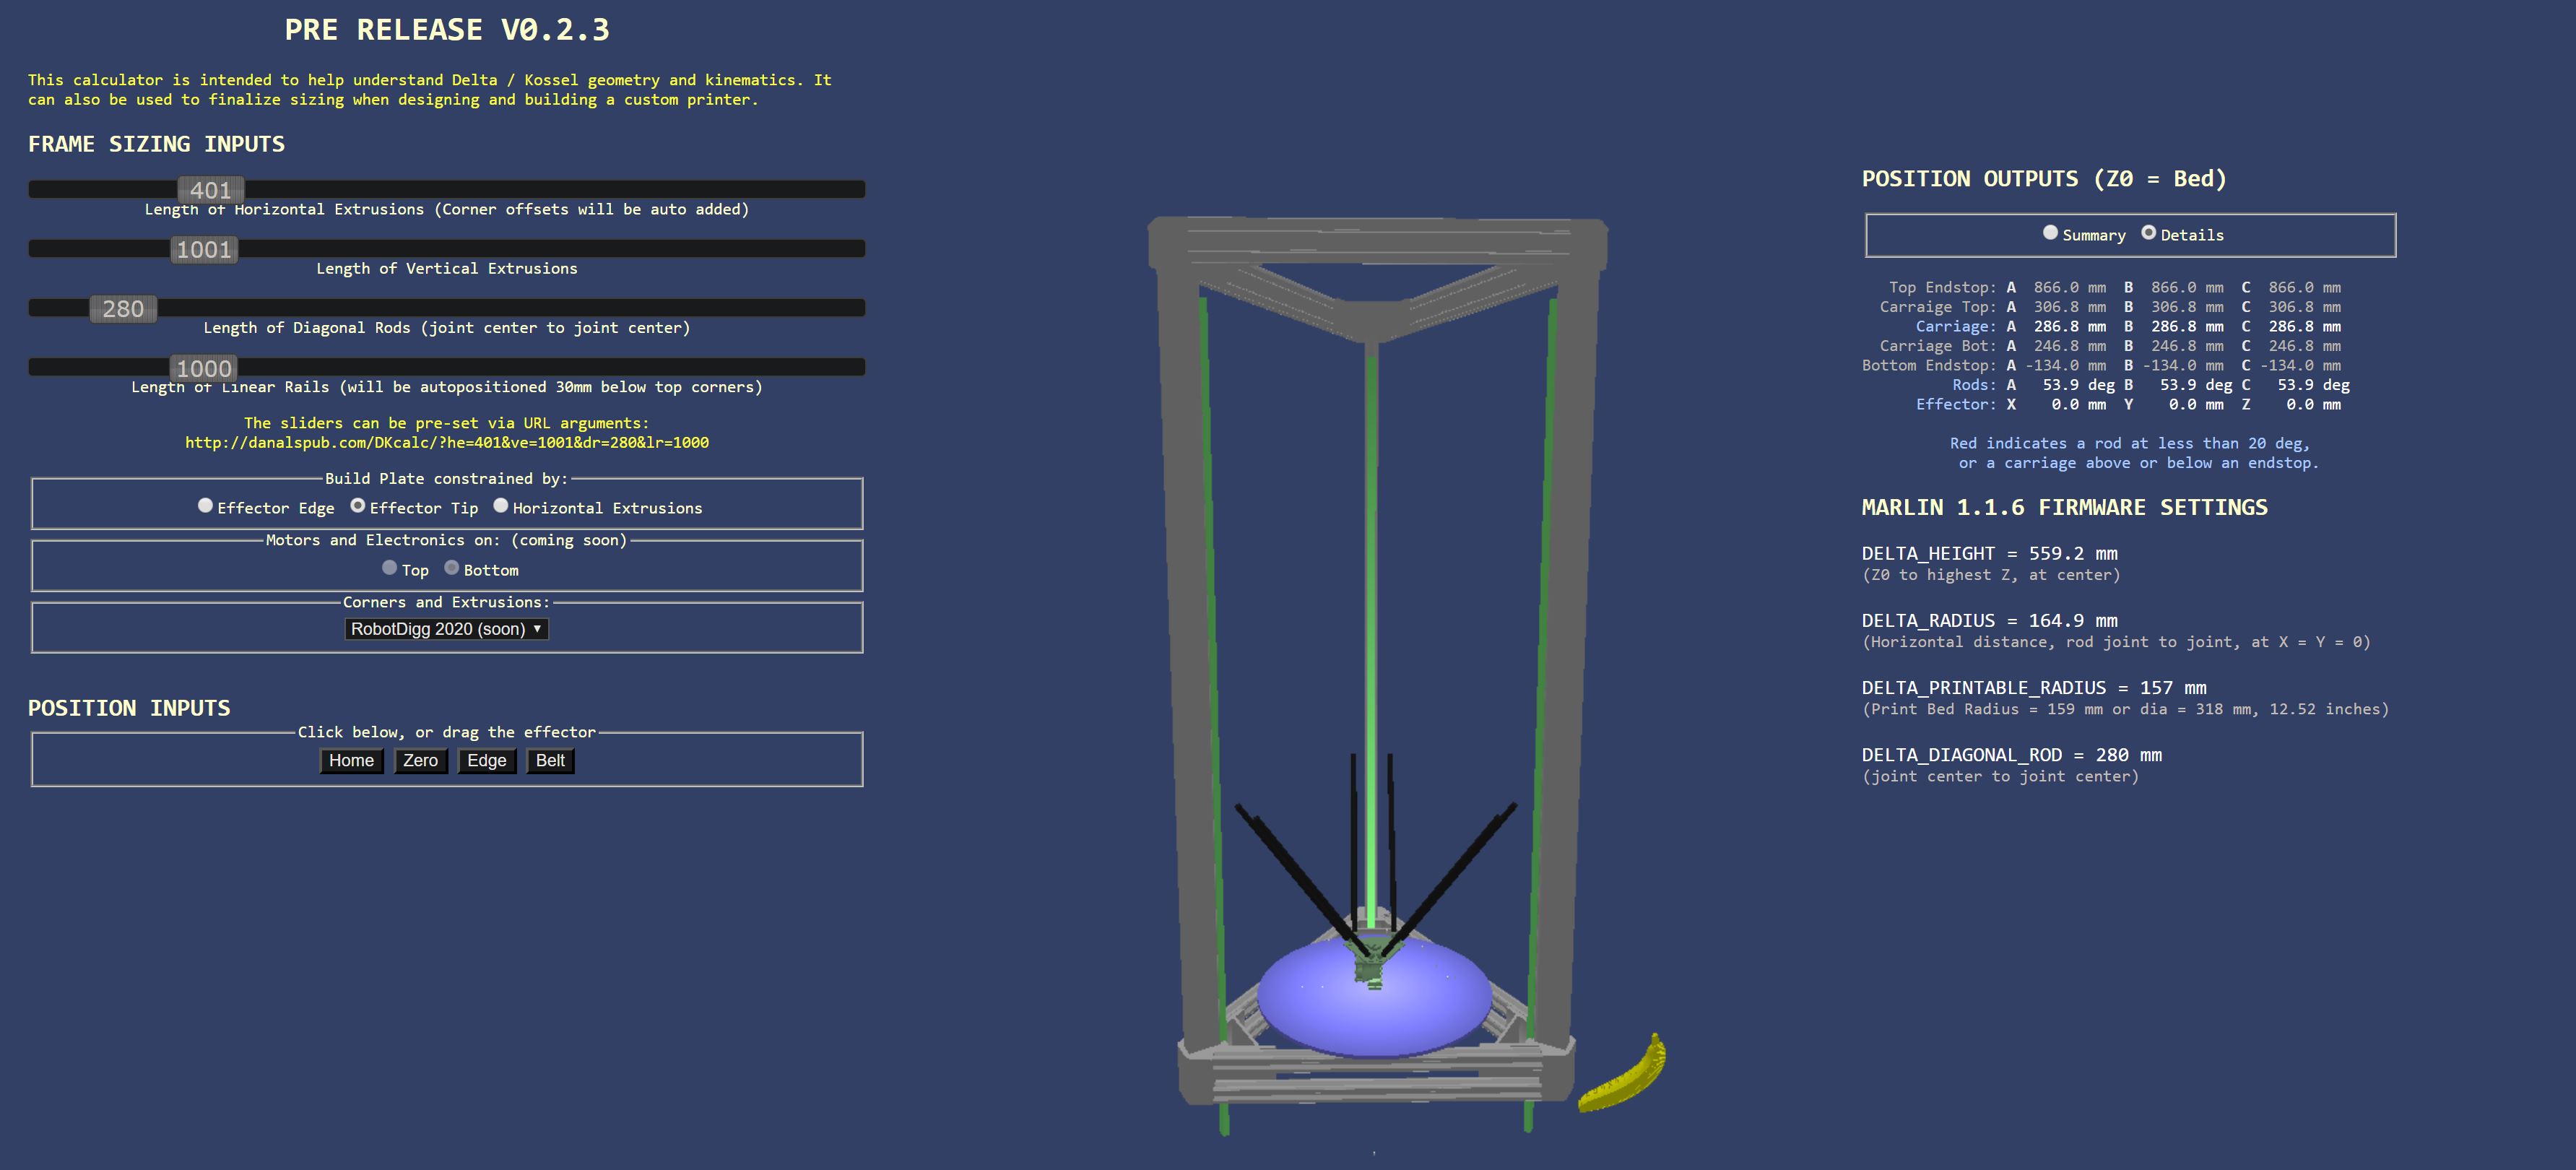 PRE RELEASE V0.2.3
This calculator is intended to help understand Delta / Kossel geometry and kinematics. It
can also be used to finalize sizing when designing and building a custom printer.
FRAME SIZING INPUTS
401
Length of Horizontal Extrusions (Corner offsets will be auto added)
1001
Length of Vertical Extrusions
280
Length of Diagonal Rods (joint center to joint center)
1000
Length of Linear Rails (will be autopositioned 30mm below top corners)
The sliders can be pre-set via URL arguments:
http://danalspub.com/DKcalc/?he=401&ve=1001&dr=280&lr=1000
Build Plate constrained by:
Effector Edge Effector Tip Horizontal Extrusions
Motors and Electronics on: (coming soon)
Top Bottom
Corners and Extrusions:
RobotDigg 2020 (soon)
POSITION INPUTS
Click below, or drag the effector
Home Zero Edge Belt
POSITION OUTPUTS (Z0 = Bed)
Summary Details
Top Endstop: A 866.0 mm B 866.0 mm C 866.0 mm
Carraige Top: A 306.8 mm B 306.8 mm C 306.8 mm
Carriage: A 286.8 mm B 286.8 mm C 286.8 mm
Carriage Bot: A 246.8 mm B 246.8 mm C 246.8 mm
Bottom Endstop: A -134.0 mm B -134.0 mm C -134.0 mm
Rods: A 53.9 deg B 53.9 deg C 53.9 deg
Effector: X 0.0 mm Y 0.0 mm Z 0.0 mm
Red indicates a rod at less than 20 deg,
or a carriage above or below an endstop.
MARLIN 1.1.6 FIRMWARE SETTINGS
DELTA_HEIGHT = 559.2 mm
(Z0 to highest Z, at center)
DELTA_RADIUS = 164.9 mm
(Horizontal distance, rod joint to joint, at X = Y = 0)
DELTA_PRINTABLE_RADIUS = 157 mm
(Print Bed Radius = 159 mm or dia = 318 mm, 12.52 inches)
DELTA_DIAGONAL_ROD = 280 mm
(joint center to joint center)